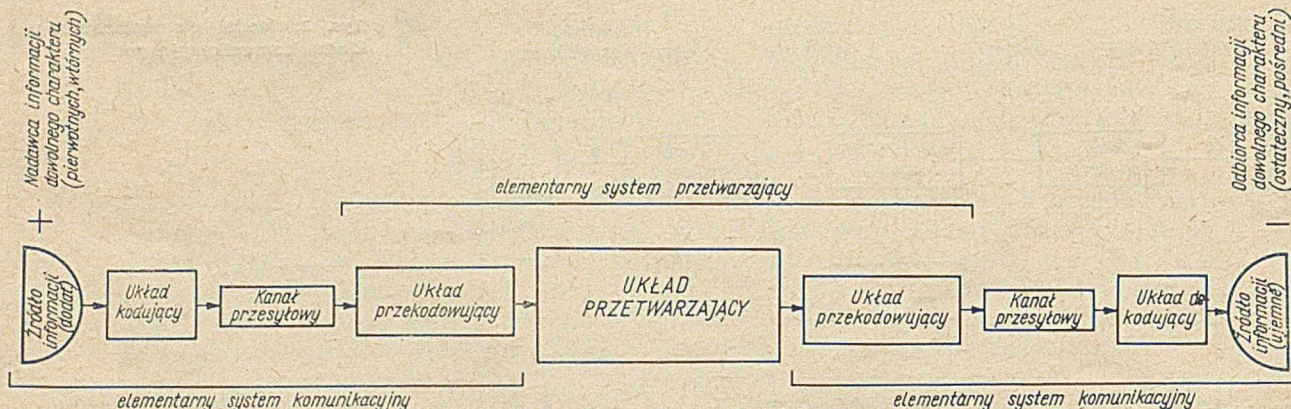 Nadawca informacji
dowolnego charakteru
(pierwotnych, wtórnych)
+
elementarny system przetwarzający
Odbiorca informacji
dowolnego charakteru
(ostateczny, pośredni)
—
Źródło
informacji
(dodat)
Układ
kodujący
Kanał
przesyłowy
Układ
przekodowujący
UKŁAD
PRZETWARZAJĄCY
Układ
przekodowujący
Kanał
przesyłowy
Układ de-
kodujący
Źródło
informacji
(ujemne)
elementarny system komunikacyjny
elementarny system komunikacyjny